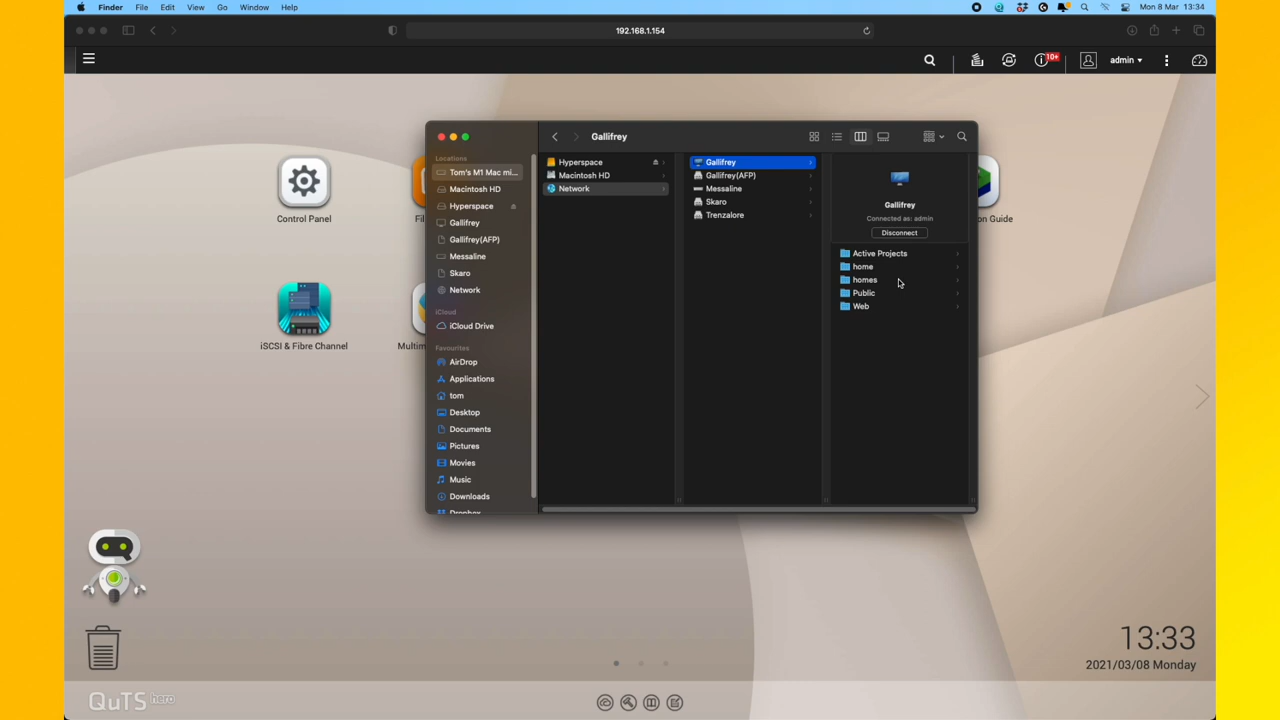 Finder File Edit View Go Window Help
Mon 8 Mar 13:34
192.168.1.154
10+
admin
Control Panel
iSCSI & Fibre Channel
Gallifrey
Locations
Tom's M1 Mac mi...
Macintosh HD
Hyperspace
Gallifrey
Gallifrey(AFP)
Messaline
Skaro
Network
iCloud
iCloud Drive
Favourites
AirDrop
Applications
tom
Desktop
Documents
Pictures
Movies
Music
Downloads
Dropbox
Hyperspace
Macintosh HD
Network
Gallifrey
Gallifrey(AFP)
Messaline
Skaro
Trenzalore
Gallifrey
Connected as: admin
Disconnect
Active Projects
home
homes
Public
Web
on Guide
13:33
2021/03/08 Monday
QuTS hero